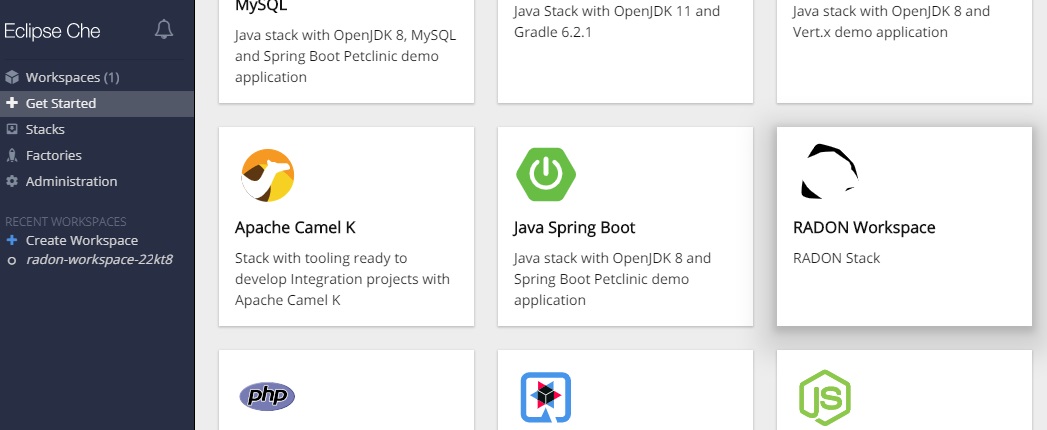 Eclipse Che
Workspaces (1)
Get Started
Stacks
Factories
Administration
RECENT WORKSPACES
Create Workspace
radon-workspace-22kt8
MySQL
Java stack with OpenJDK 8, MySQL
and Spring Boot Petclinic demo
application
Java Stack with OpenJDK 11 and
Gradle 6.2.1
Java stack with OpenJDK 8 and
Vert.x demo application
Apache Camel K
Stack with tooling ready to
develop Integration projects with
Apache Camel K
Java Spring Boot
Java stack with OpenJDK 8 and
Spring Boot Petclinic demo
application
RADON Workspace
RADON Stack
php
JS